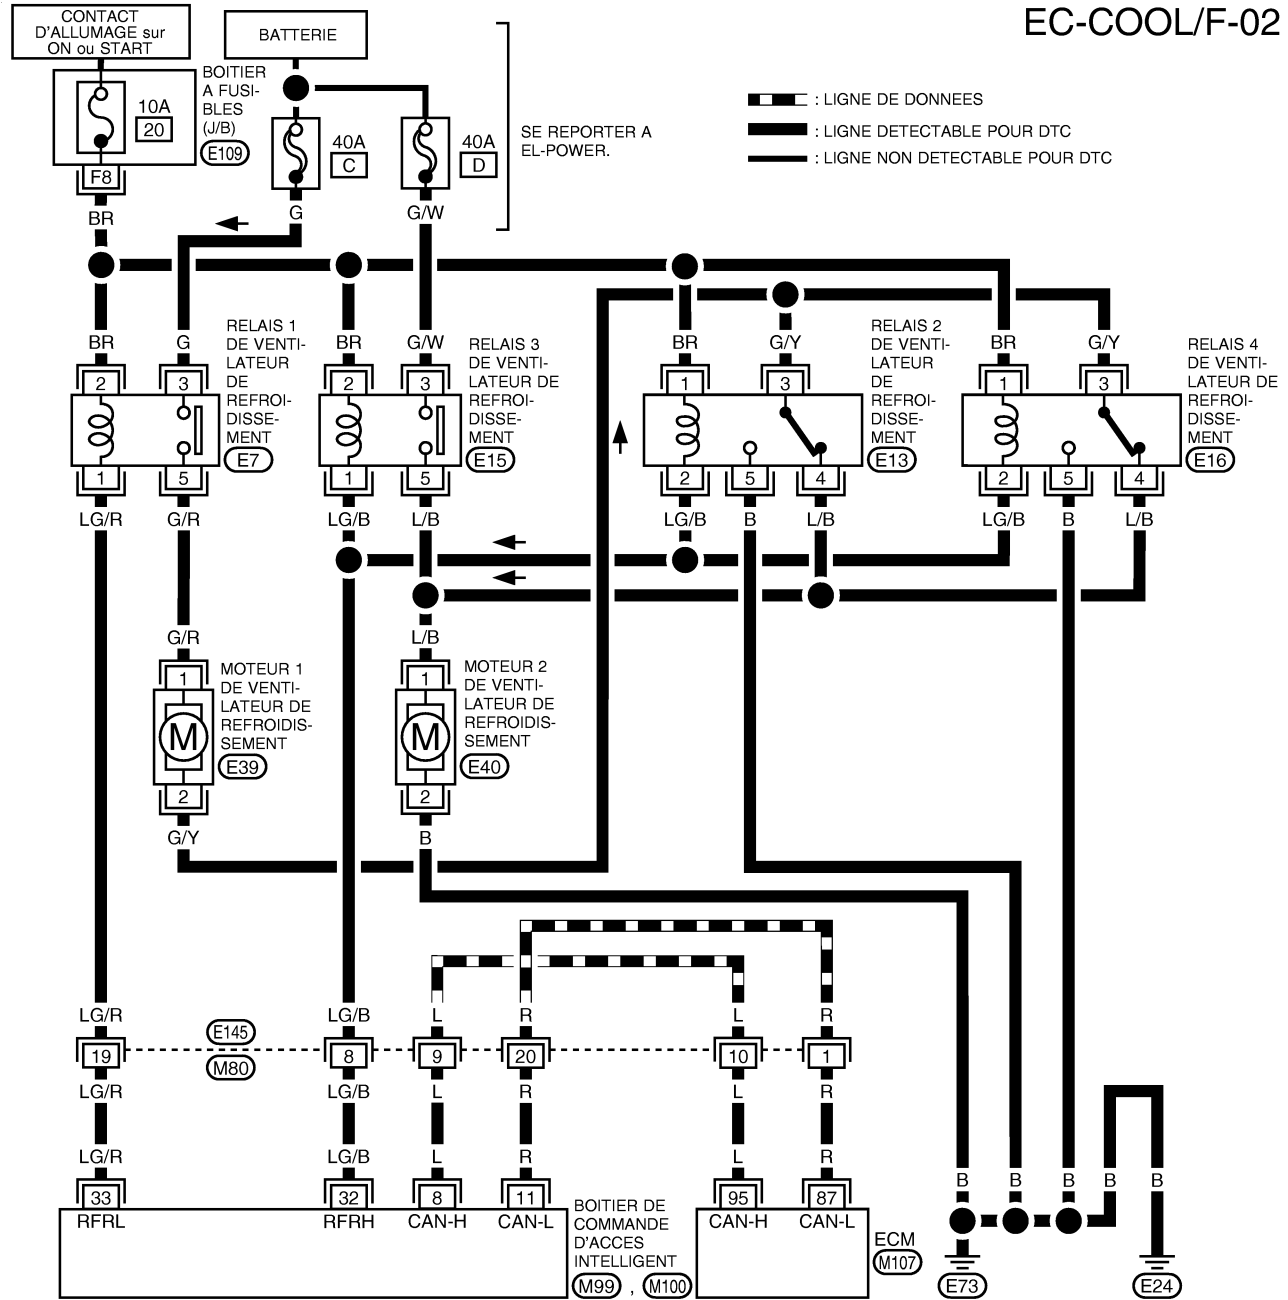 EC-COOL/F-02
CONTACT
D'ALLUMAGE sur
ON ou START
BATTERIE
10A
20
BOITIER
A FUSI-
BLES
(J/B)
E109
40A
C
40A
D
SE REPORTER A
EL-POWER.
: LIGNE DE DONNEES
: LIGNE DETECTABLE POUR DTC
: LIGNE NON DETECTABLE POUR DTC
F8
BR
G
G/W
BR
G
BR
G/W
BR
G/Y
BR
G/Y
RELAIS 1
DE VENTI-
LATEUR
DE
REFROI-
DISSE-
MENT
E7
RELAIS 3
DE VENTI-
LATEUR DE
REFROI-
DISSE-
MENT
E15
RELAIS 2
DE VENTI-
LATEUR
DE
REFROI-
DISSE-
MENT
E13
RELAIS 4
DE VENTI-
LATEUR DE
REFROI-
DISSE-
MENT
E16
2
3
2
3
1
3
1
3
1
5
1
5
2
5
4
2
5
4
LG/R
G/R
LG/B
L/B
LG/B
B
L/B
LG/B
B
L/B
G/R
L/B
1
M
2
MOTEUR 1
DE VENTI-
LATEUR DE
REFROIDIS-
SEMENT
E39
1
M
2
MOTEUR 2
DE VENTI-
LATEUR DE
REFROIDIS-
SEMENT
E40
G/Y
B
LG/R
E145
LG/B
L
R
L
R
19
8
9
20
10
1
M80
LG/R
LG/B
L
R
L
R
LG/R
LG/B
L
R
L
R
B
B
B
B
B
33
32
8
11
95
87
RFRL
RFRH
CAN-H
CAN-L
CAN-H
CAN-L
BOITIER DE
COMMANDE
D'ACCES
INTELLIGENT
M99 , M100
ECM
M107
E73
E24